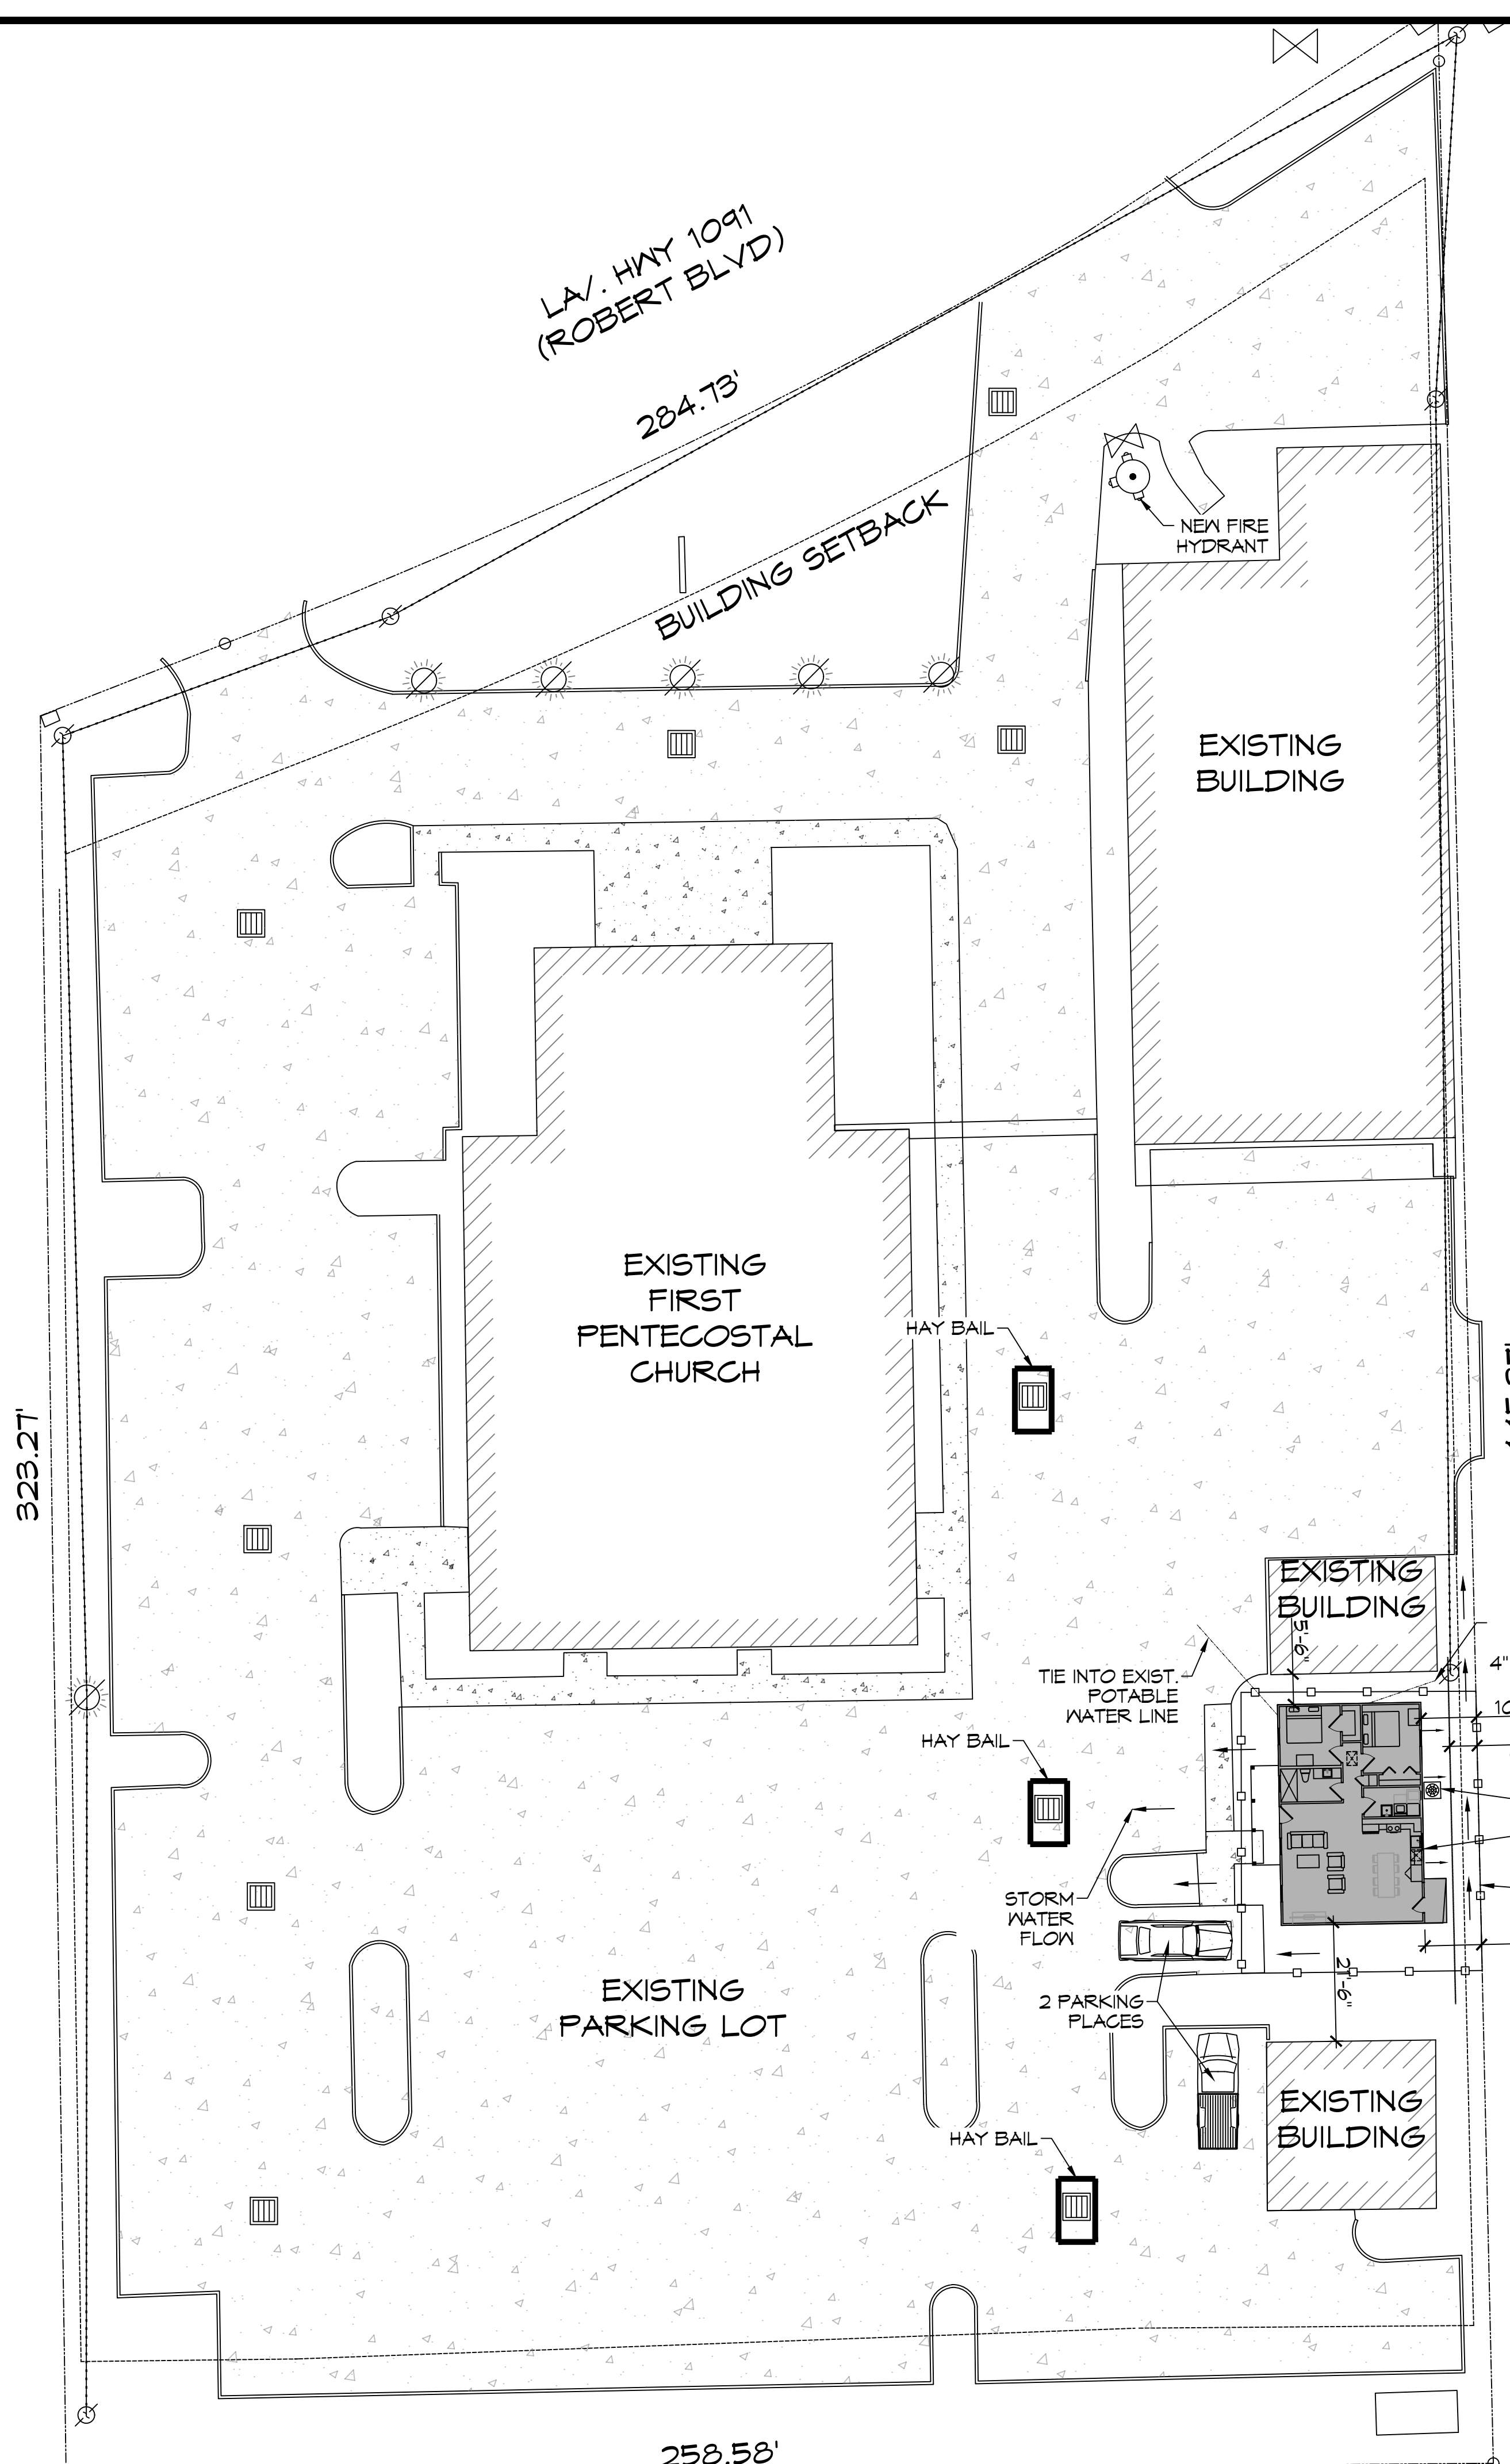 LA/. HWY 1091
(ROBERT BLVD)
284.73'
BUILDING SETBACK
NEW FIRE
HYDRANT
EXISTING
BUILDING
EXISTING
FIRST
PENTECOSTAL
CHURCH
HAY BAIL
323.27'
EXISTING
BUILDING
5'-6"
4"
TIE INTO EXIST.
POTABLE
WATER LINE
10
HAY BAIL
STORM
WATER
FLOW
21'-6"
2 PARKING
PLACES
EXISTING
PARKING LOT
EXISTING
BUILDING
HAY BAIL
258.58'